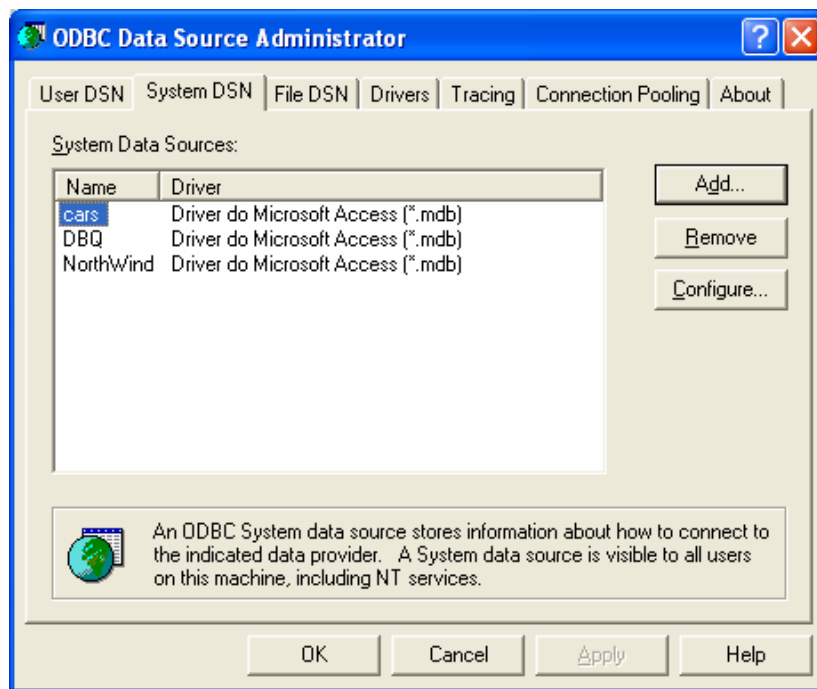 ODBC Data Source Administrator
User DSN System DSN File DSN Drivers Tracing Connection Pooling About
System Data Sources:
Name Driver
cars Driver do Microsoft Access (*.mdb)
DBQ Driver do Microsoft Access (*.mdb)
NorthWind Driver do Microsoft Access (*.mdb)
Add...
Remove
Configure...
An ODBC System data source stores information about how to connect to
the indicated data provider. A System data source is visible to all users
on this machine, including NT services.
OK Cancel Apply Help